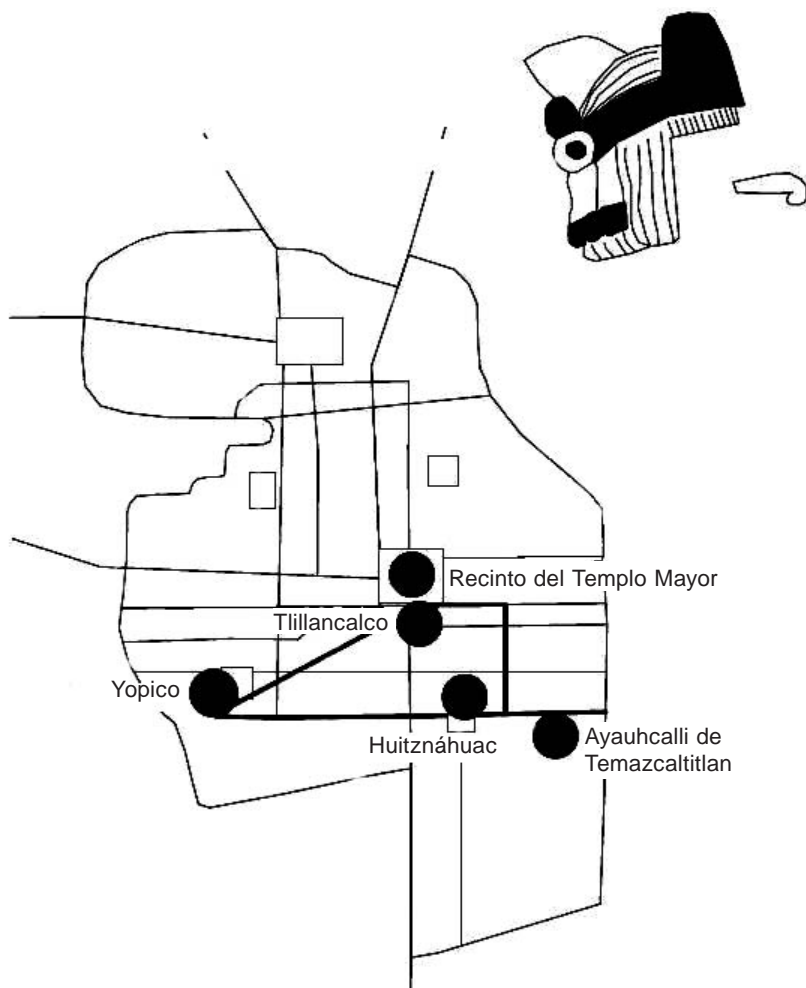 Recinto del Templo Mayor
Tlillancalco
Yopico
Huitznáhuac
Ayauhcalli de
Temazcaltitlan